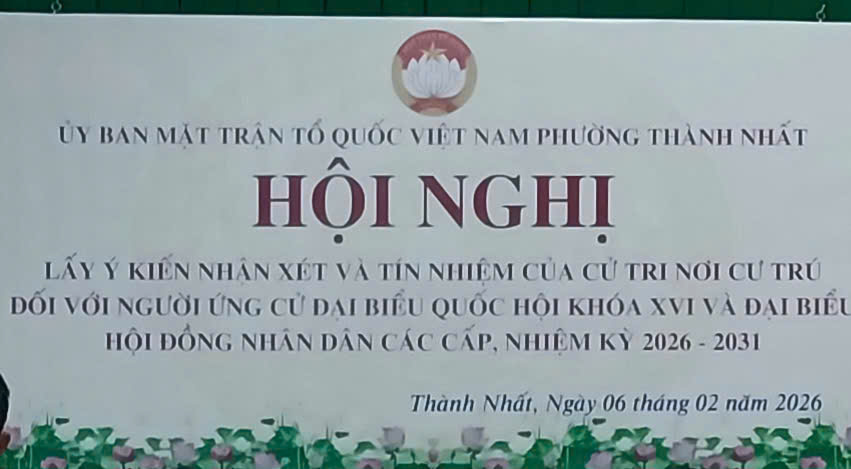 ỦY BAN MẶT TRẬN TỔ QUỐC VIỆT NAM PHƯỜNG THÀNH NHẤT
HỘI NGHỊ
LẤY Ý KIẾN NHẬN XÉT VÀ TÍN NHIỆM CỦA CỬ TRI NƠI CƯ TRÚ
ĐỐI VỚI NGƯỜI ỨNG CỬ ĐẠI BIỂU QUỐC HỘI KHÓA XVI VÀ ĐẠI BIỂU
HỘI ĐỒNG NHÂN DÂN CÁC CẤP, NHIỆM KỲ 2026 - 2031
Thành Nhất, Ngày 06 tháng 02 năm 2026